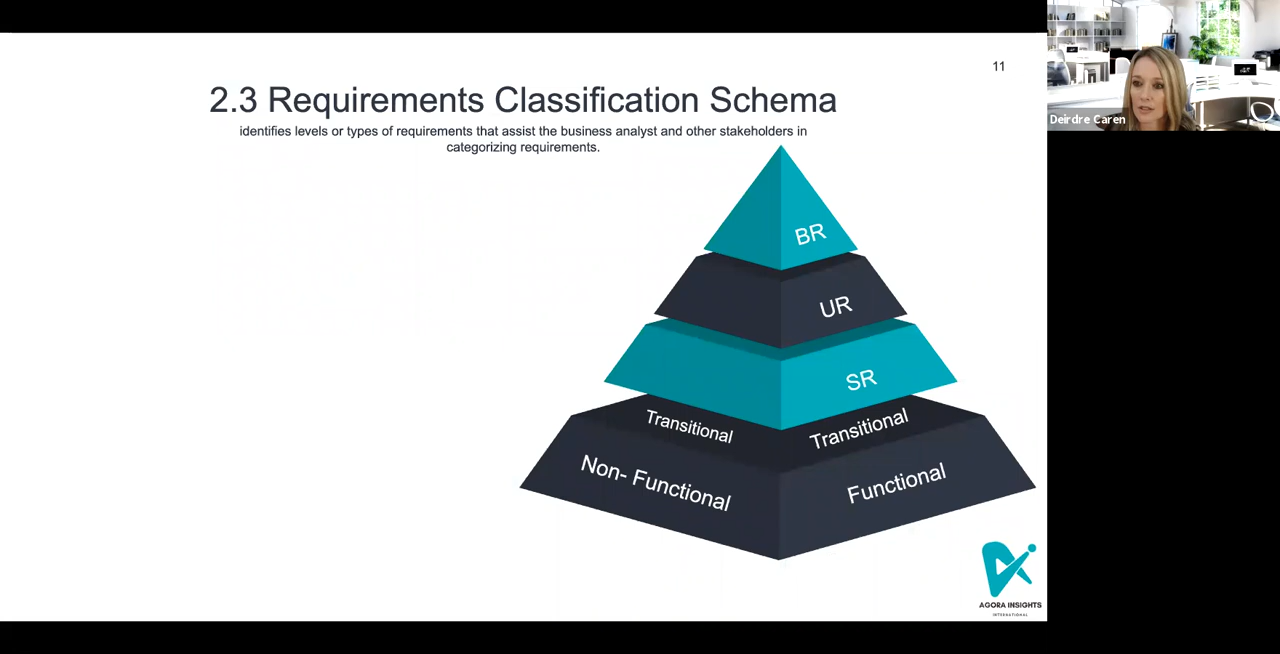 11
2.3 Requirements Classification Schema
identifies levels or types of requirements that assist the business analyst and other stakeholders in
categorizing requirements.
BR
UR
SR
Transitional
Transitional
Non- Functional
Functional
AGORA INSIGHTS
INTERNATIONAL
Deirdre Caren